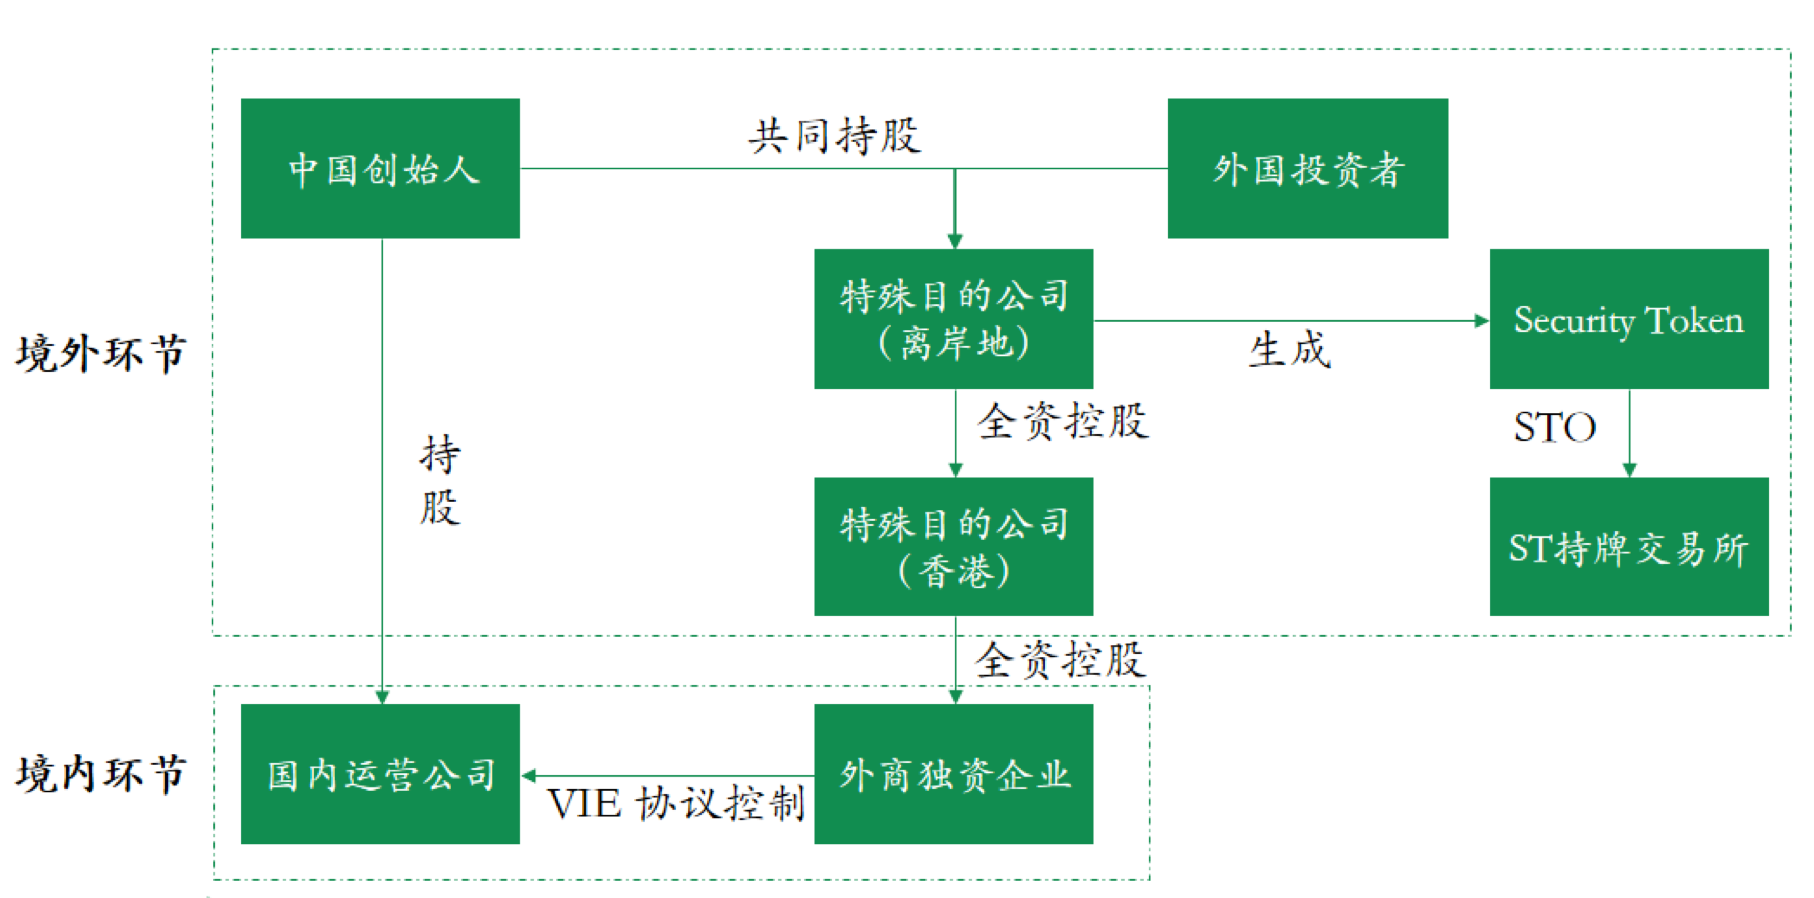 共同持股
中国创始人
外国投资者
特殊目的公司
（离岸地）
Security Token
生成
境外环节
全资控股
STO
持
股
特殊目的公司
（香港）
ST持牌交易所
全资控股
境内环节
国内运营公司
外商独资企业
VIE 协议控制